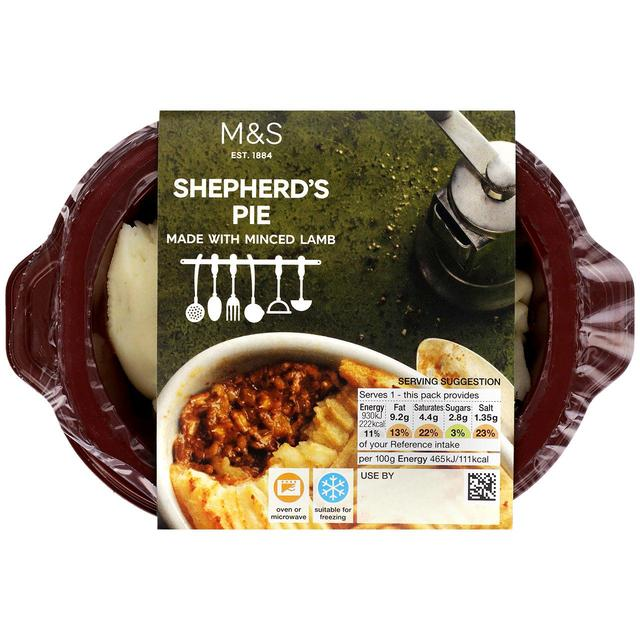 M&S
EST. 1884
SHEPHERD'S
PIE
MADE WITH MINCED LAMB
SERVING SUGGESTION
Serves 1 - this pack provides
Energy Fat Saturates Sugars Salt
930kJ 9.2g 4.4g 2.8g 1.35g
222kcal
11% 13% 22% 3% 23%
of your Reference intake
per 100g Energy 465kJ/111kcal
USE BY
oven or
microwave
suitable for
freezing